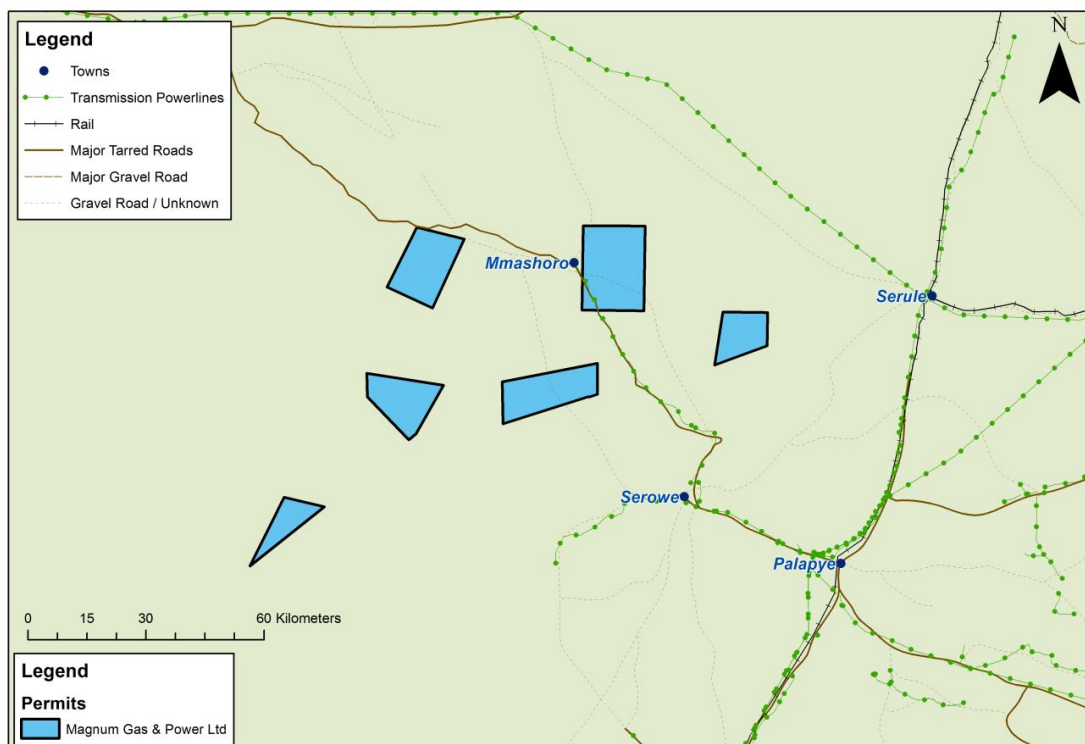 Legend
Towns
Transmission Powerlines
Rail
Major Tarred Roads
Major Gravel Road
Gravel Road / Unknown
N
Mmashoro
Serule
Serowe
Palapye
0 15 30 60 Kilometers
Legend
Permits
Magnum Gas & Power Ltd